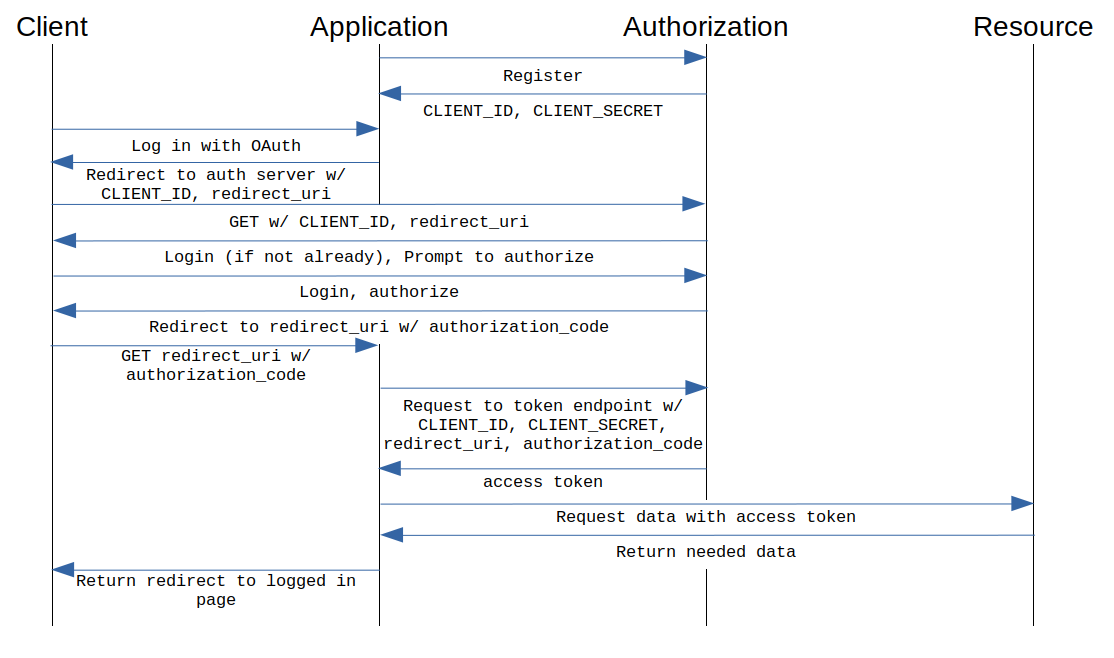 Client
Application
Authorization
Resource
Register
CLIENT_ID, CLIENT_SECRET
Log in with OAuth
Redirect to auth server w/
CLIENT_ID, redirect_uri
GET w/ CLIENT_ID, redirect_uri
Login (if not already), Prompt to authorize
Login, authorize
Redirect to redirect_uri w/ authorization_code
GET redirect_uri w/
authorization_code
Request to token endpoint w/
CLIENT_ID, CLIENT_SECRET,
redirect_uri, authorization_code
access token
Request data with access token
Return needed data
Return redirect to logged in
page